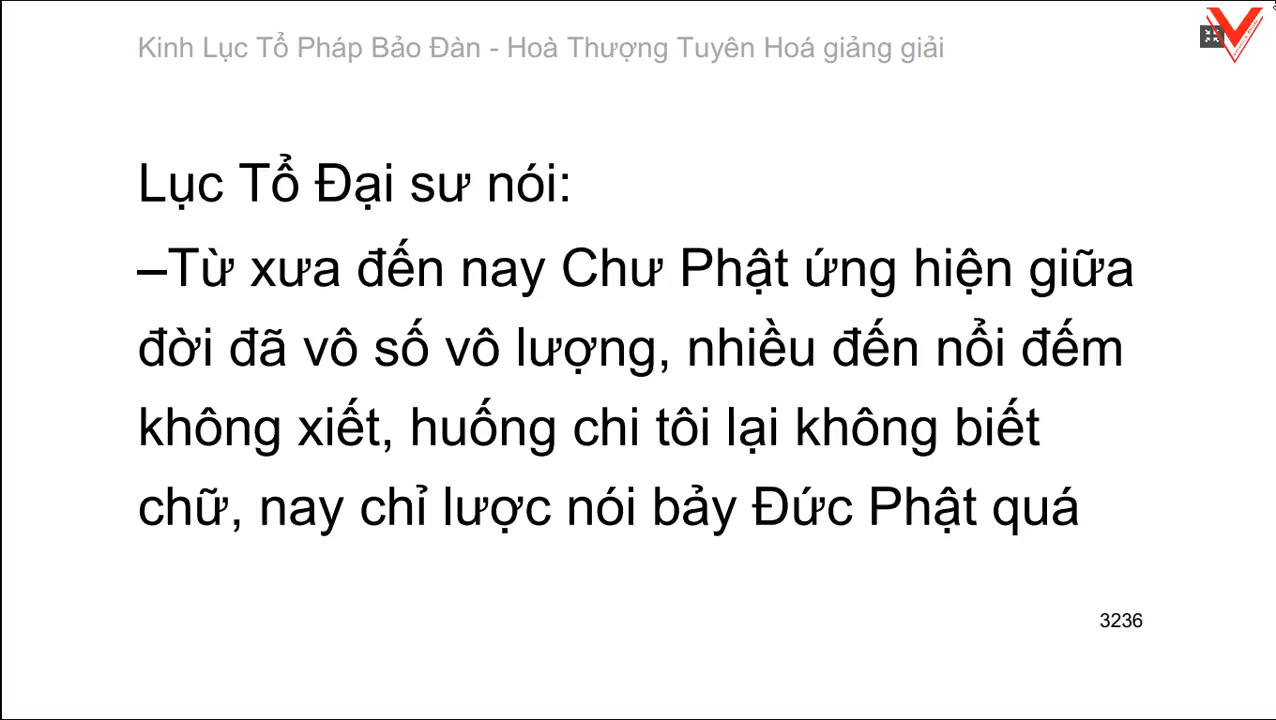 Kinh Lục Tổ Pháp Bảo Đàn - Hoà Thượng Tuyên Hoá giảng giải
Lục Tổ Đại sư nói:
–Từ xưa đến nay Chư Phật ứng hiện giữa
đời đã vô số vô lượng, nhiều đến nổi đếm
không xiết, huống chi tôi lại không biết
chữ, nay chỉ lược nói bảy Đức Phật quá
3236